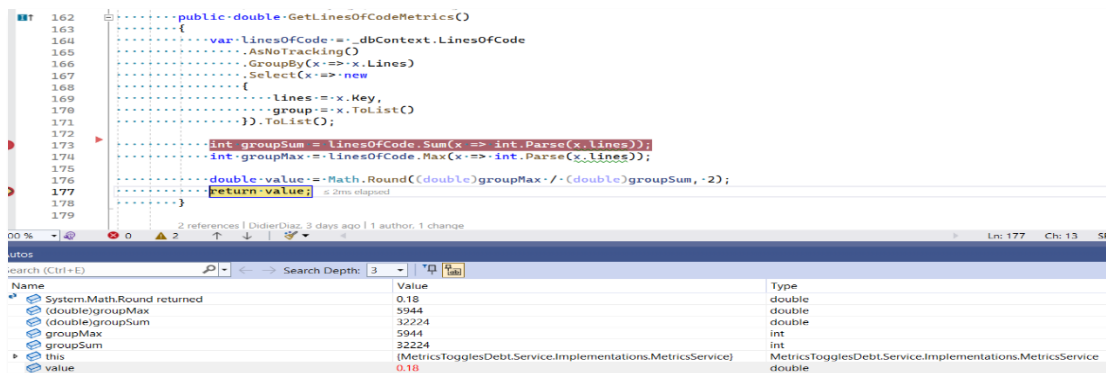 162 public double GetLinesOfCodeMetrics()
163 {
164 var linesOfCode = _dbContext.LinesOfCode
165 .AsNoTracking()
166 .GroupBy(x => x.Lines)
167 .Select(x => new
168 {
169 lines = x.Key,
170 group = x.ToList()
171 }).ToList();
172
173 int groupSum = linesOfCode.Sum(x => int.Parse(x.lines));
174 int groupMax = linesOfCode.Max(x => int.Parse(x.lines));
175
176 double value = Math.Round((double)groupMax / (double)groupSum, 2);
177 return value; ≤ 2ms elapsed
178 }
179
2 references | DidierDiaz, 3 days ago | 1 author, 1 change
00 % 0 2 Ln: 177 Ch: 13 SP
utos
Search (Ctrl+E) Search Depth: 3
Name Value Type
System.Math.Round returned 0.18 double
(double)groupMax 5944 double
(double)groupSum 32224 double
groupMax 5944 int
groupSum 32224 int
this {MetricsTogglesDebt.Service.Implementations.MetricsService} MetricsTogglesDebt.Service.Implementations.MetricsService
value 0.18 double